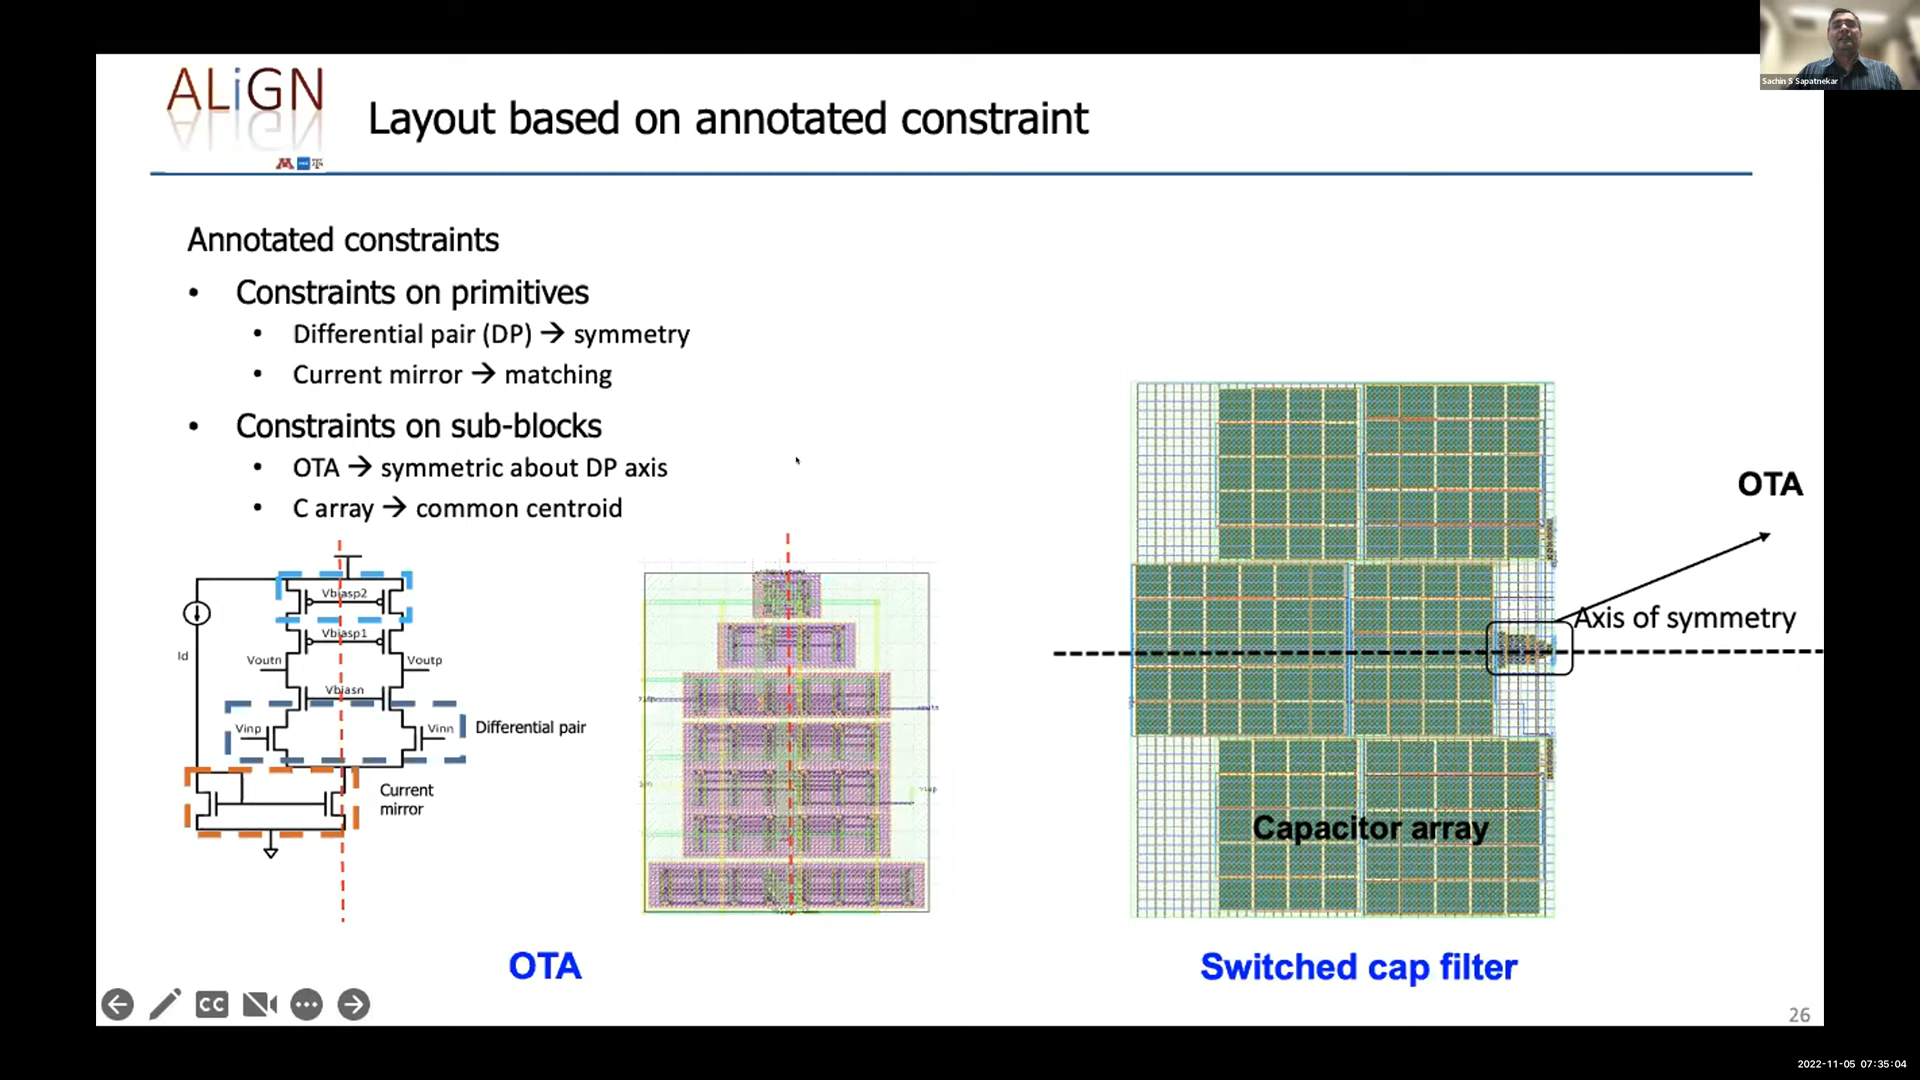 Sachin S Sapatnekar
ALiGN
Layout based on annotated constraint
Annotated constraints
• Constraints on primitives
• Differential pair (DP) → symmetry
• Current mirror → matching
• Constraints on sub-blocks
• OTA → symmetric about DP axis
• C array → common centroid
Vbiasp2
Vbiasp1
Id
Voutn
Voutp
Vbiasn
Vinp
Vinn
Differential pair
Current
mirror
OTA
OTA
Axis of symmetry
Capacitor array
Switched cap filter
CC
26
2022-11-05 07:35:04